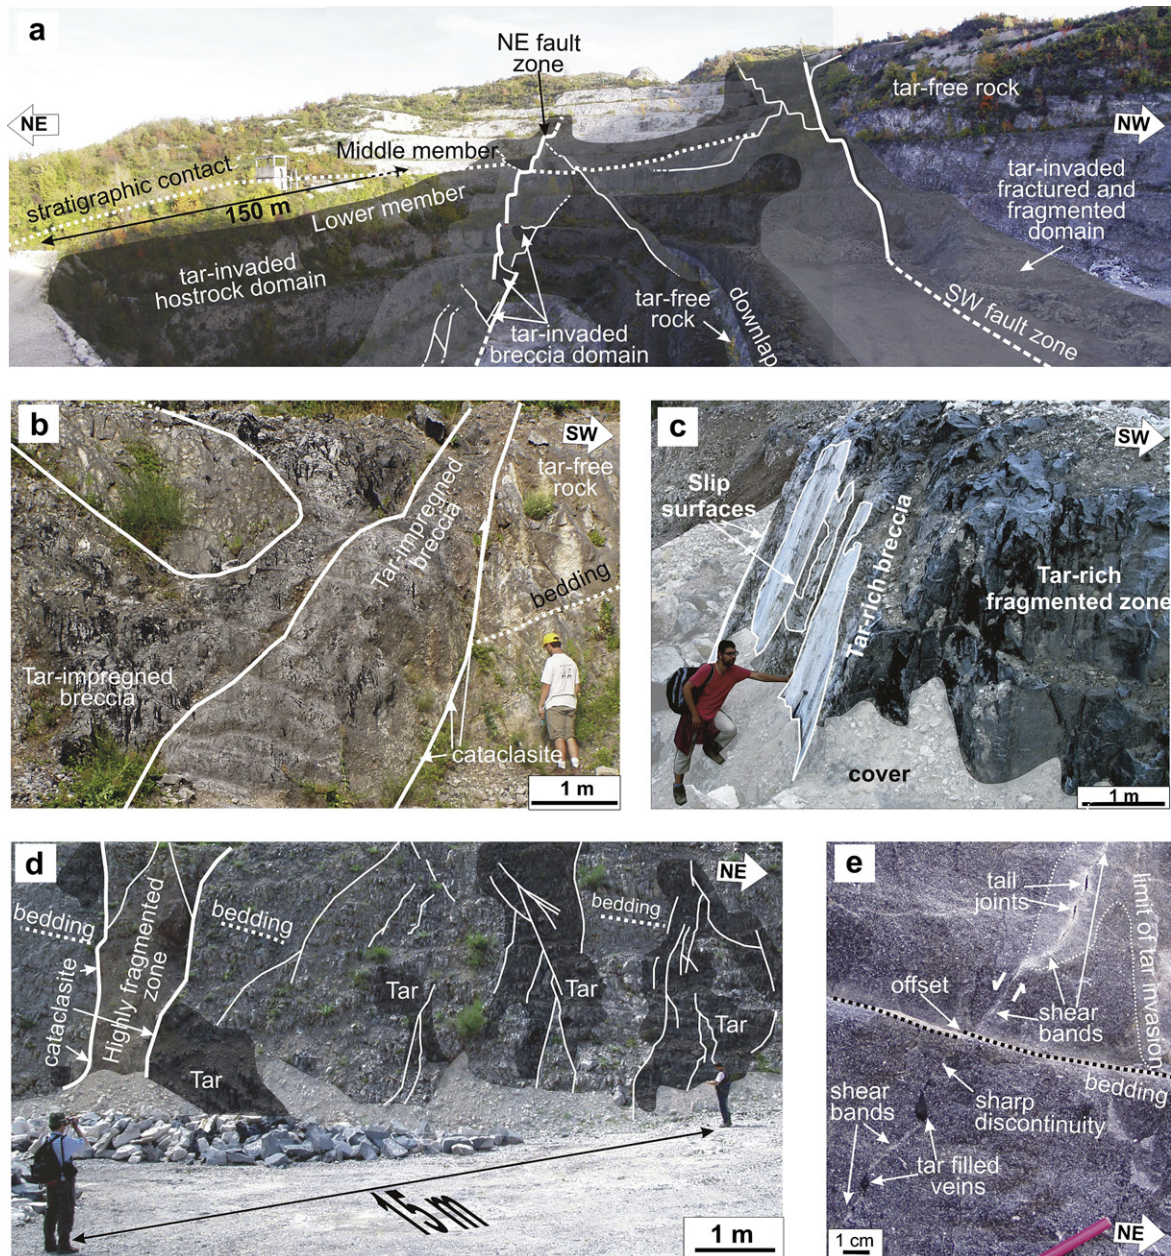 a
NE fault
zone
NE
NW
tar-free rock
Middle member
stratigraphic contact
150 m
Lower member
tar-invaded
hostrock domain
tar-invaded
fractured and
fragmented
domain
tar-free
rock
downlap
SW fault zone
tar-invaded
breccia domain
b
SW
Tar-impregned
breccia
tar-free
rock
bedding
Tar-impregned
breccia
cataclasite
1 m
c
SW
Slip
surfaces
Tar-rich breccia
Tar-rich
fragmented zone
cover
1 m
d
NE
bedding
cataclasite
Highly fragmented
zone
bedding
bedding
Tar
Tar
Tar
Tar
15 m
1 m
e
tail
joints
limit of tar invasion
offset
shear
bands
bedding
shear
bands
sharp
discontinuity
tar filled
veins
NE
1 cm